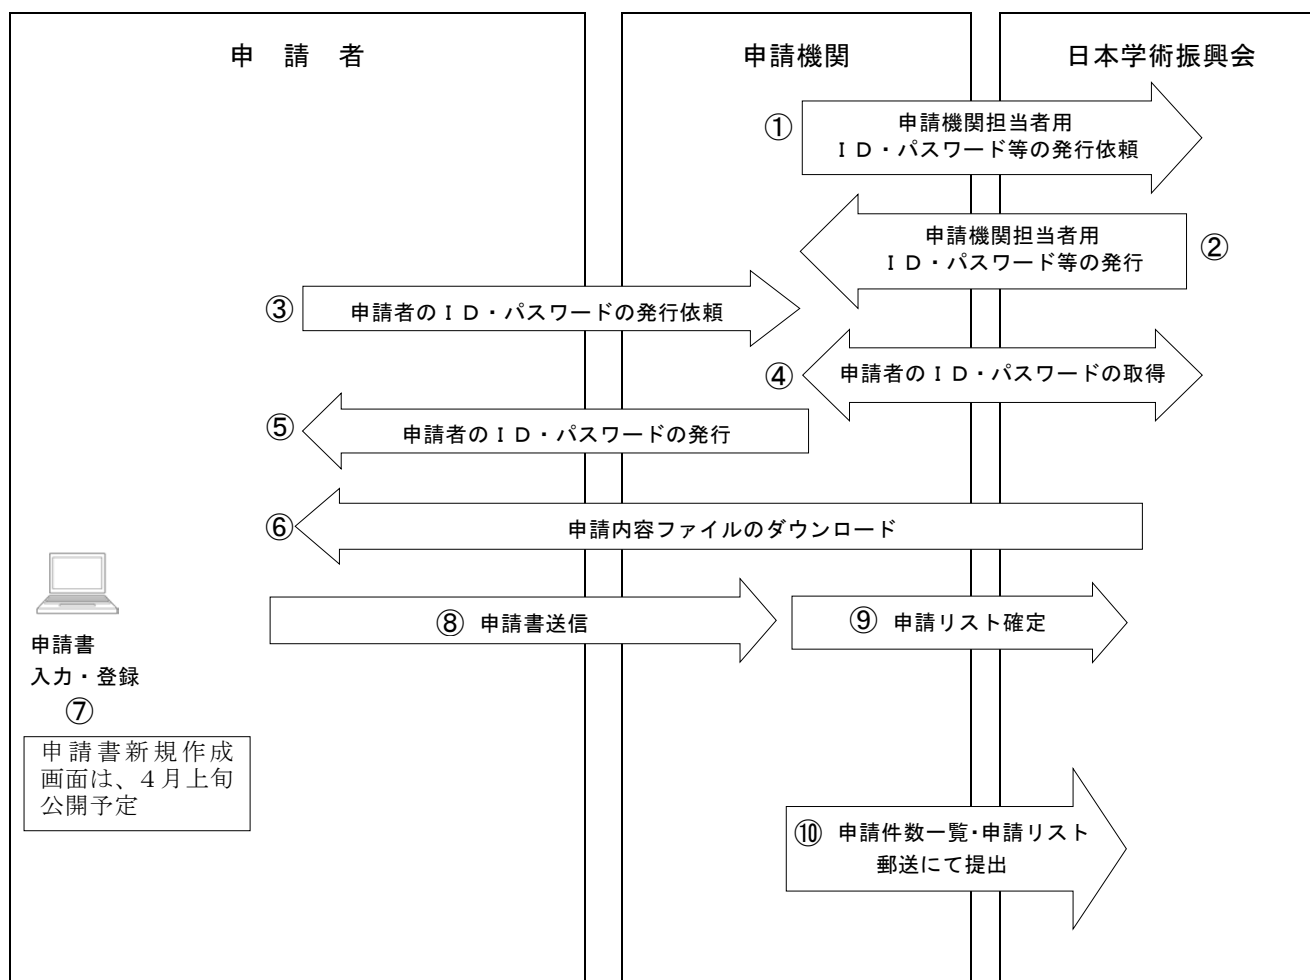 申 請 者
申請機関
日本学術振興会
①
申請機関担当者用
ＩＤ・パスワード等の発行依頼
申請機関担当者用
ＩＤ・パスワード等の発行
②
③
申請者のＩＤ・パスワードの発行依頼
④
申請者のＩＤ・パスワードの取得
⑤
申請者のＩＤ・パスワードの発行
⑥
申請内容ファイルのダウンロード
⑧ 申請書送信
⑨ 申請リスト確定
申請書
入力・登録
⑦
申請書新規作成
画面は、４月上旬
公開予定
⑩ 申請件数一覧・申請リスト
郵送にて提出